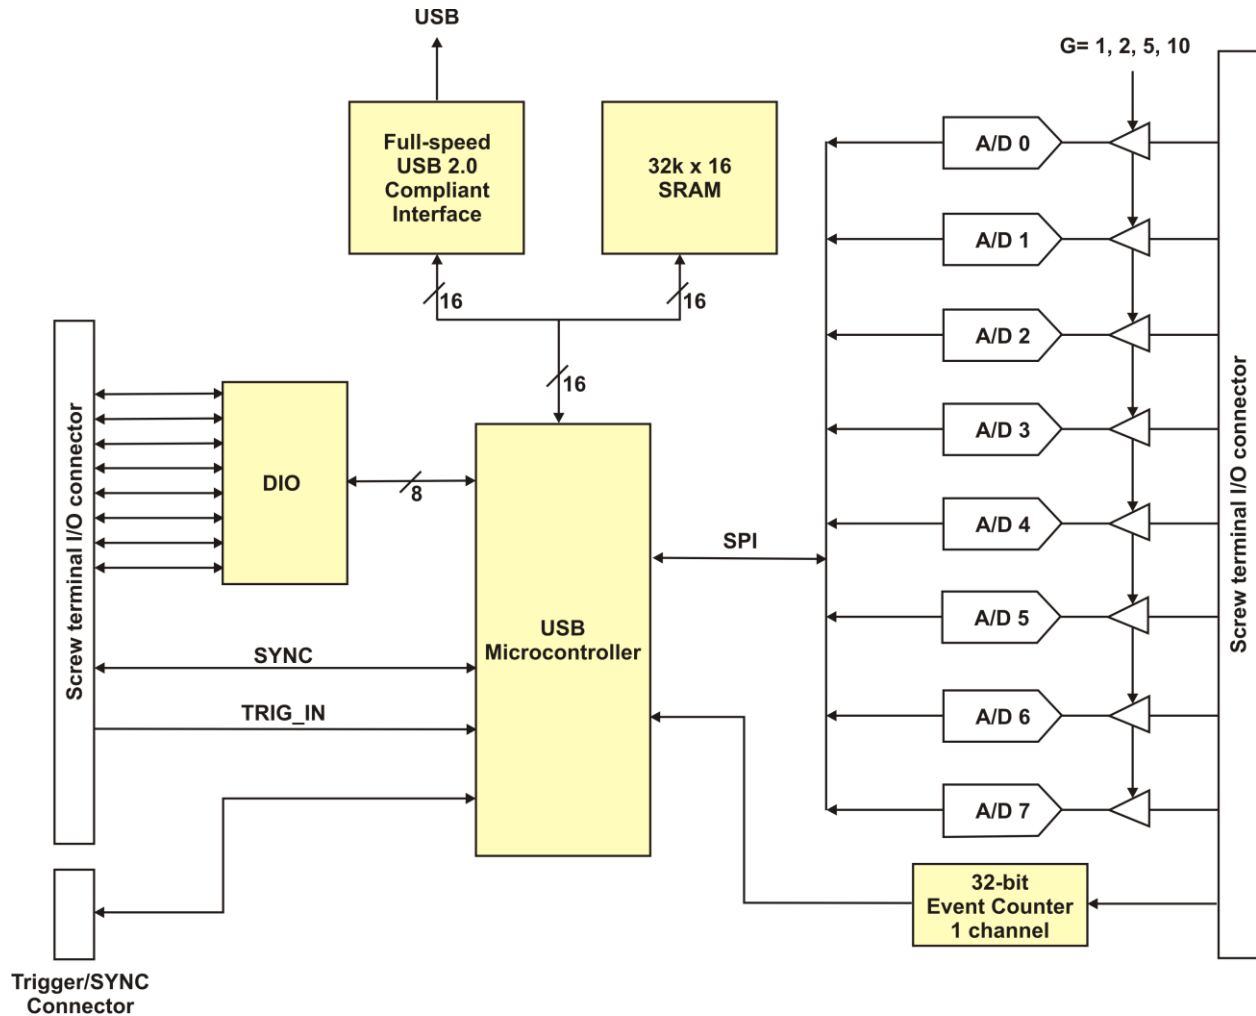 USB
G= 1, 2, 5, 10
Full-speed
USB 2.0
Compliant
Interface
32k x 16
SRAM
A/D 0
A/D 1
A/D 2
A/D 3
A/D 4
A/D 5
A/D 6
A/D 7
16
16
16
Screw terminal I/O connector
DIO
8
SPI
USB
Microcontroller
SYNC
TRIG_IN
Screw terminal I/O connector
32-bit
Event Counter
1 channel
Trigger/SYNC
Connector